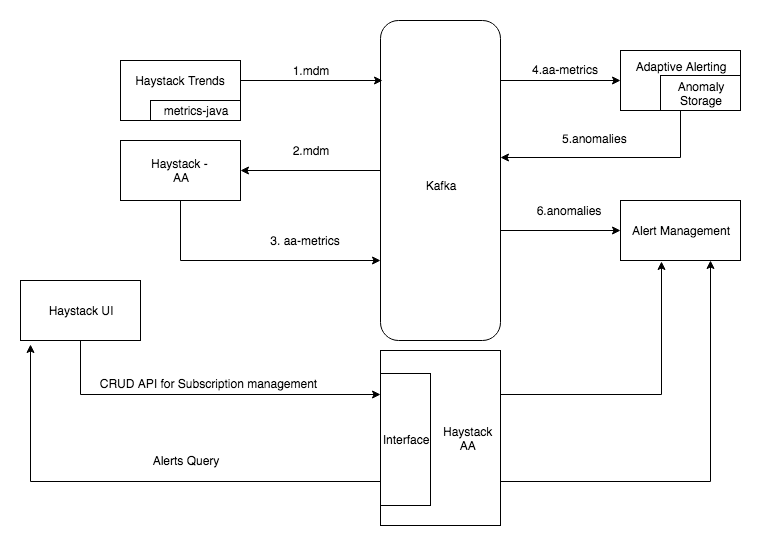 Haystack Trends
metrics-java
1.mdm
4.aa-metrics
Adaptive Alerting
Anomaly
Storage
Haystack -
AA
2.mdm
Kafka
5.anomalies
3. aa-metrics
6.anomalies
Alert Management
Haystack UI
CRUD API for Subscription management
Interface
Haystack
AA
Alerts Query